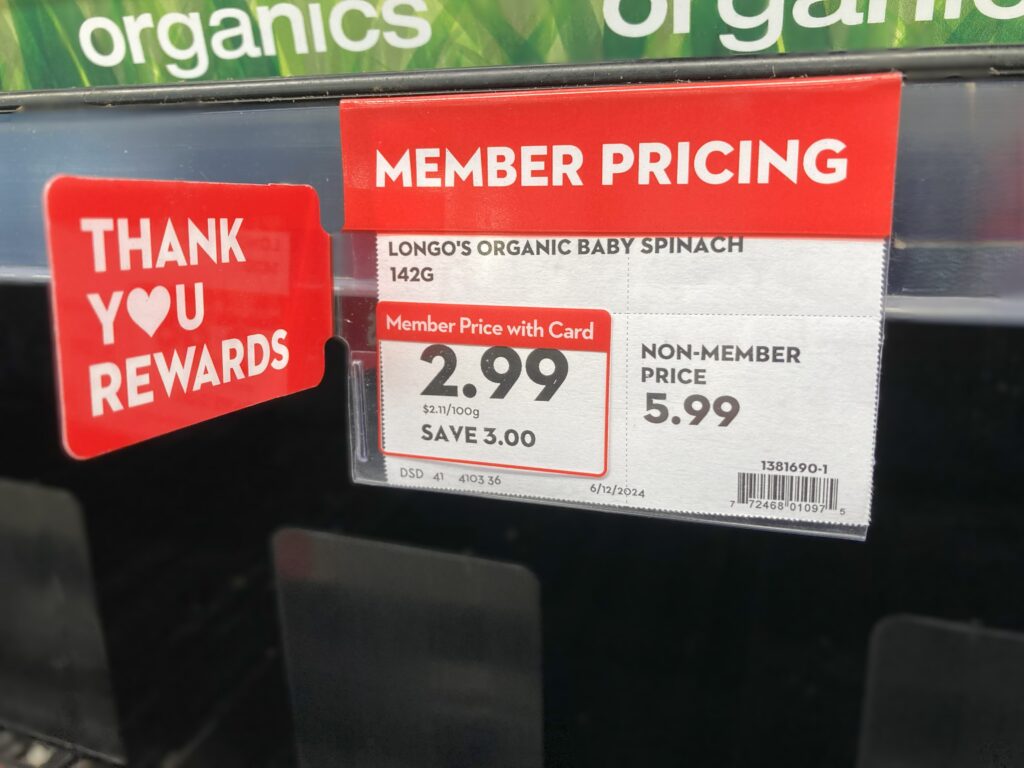 organics
organic
MEMBER PRICING
THANK
Y♥U
REWARDS
LONGO'S ORGANIC BABY SPINACH
142G
Member Price with Card
2.99
$2.11/100g
SAVE 3.00
NON-MEMBER
PRICE
5.99
DSD 41 4103 36
6/12/2024
1381690-1
7 72468 01097 5